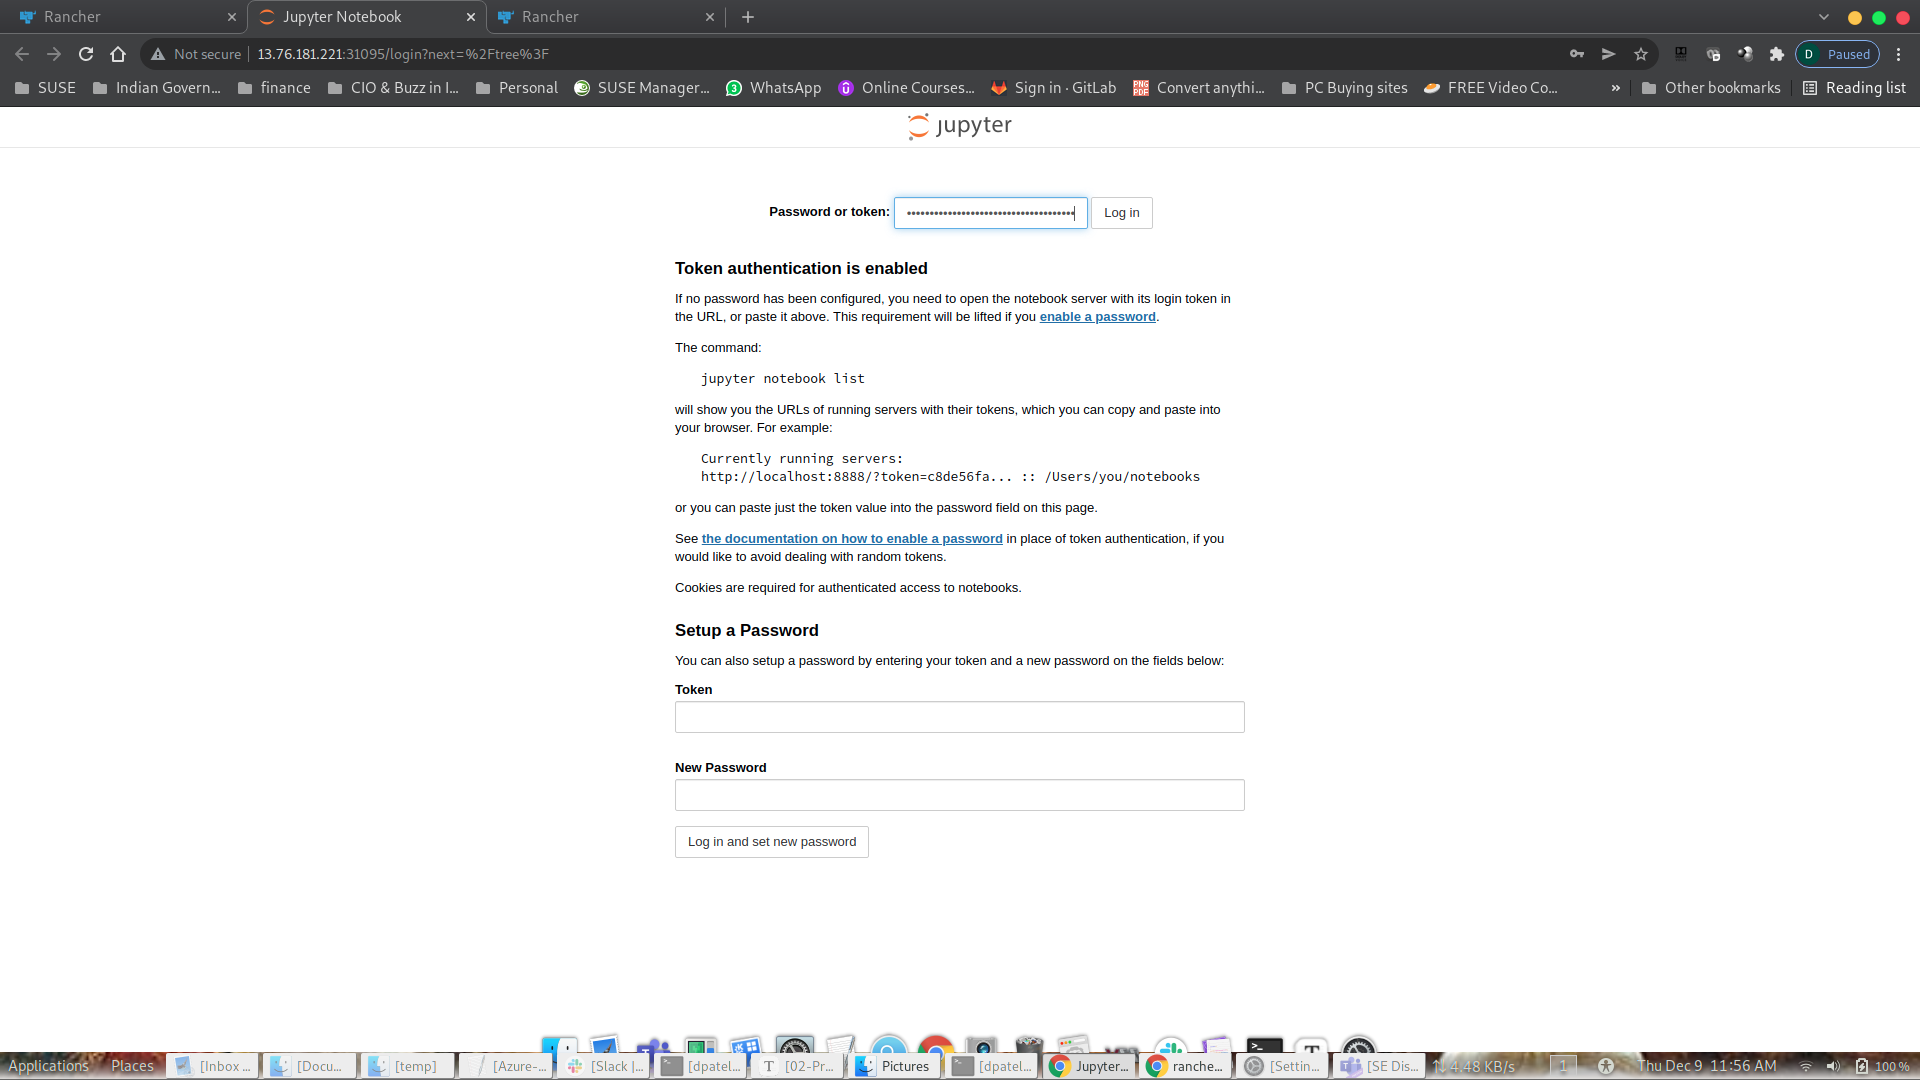 Rancher
Jupyter Notebook
Rancher
Not secure 13.76.181.221:31095/login?next=%2Ftree%3F
D Paused
SUSE Indian Govern... finance CIO & Buzz in I... Personal SUSE Manager... WhatsApp Online Courses... Sign in · GitLab Convert anythi... PC Buying sites FREE Video Co... » Other bookmarks Reading list
jupyter
Password or token: Log in
Token authentication is enabled
If no password has been configured, you need to open the notebook server with its login token in
the URL, or paste it above. This requirement will be lifted if you enable a password.
The command:
jupyter notebook list
will show you the URLs of running servers with their tokens, which you can copy and paste into
your browser. For example:
Currently running servers:
http://localhost:8888/?token=c8de56fa... :: /Users/you/notebooks
or you can paste just the token value into the password field on this page.
See the documentation on how to enable a password in place of token authentication, if you
would like to avoid dealing with random tokens.
Cookies are required for authenticated access to notebooks.
Setup a Password
You can also setup a password by entering your token and a new password on the fields below:
Token
New Password
Log in and set new password
Applications Places [Inbox ... [Docu... [temp] [Azure-... [Slack |... [dpatel... [02-Pr... Pictures [dpatel... Jupyter... ranche... [Settin... [SE Dis... 4.48 KB/s 1 Thu Dec 9 11:56 AM 100 %